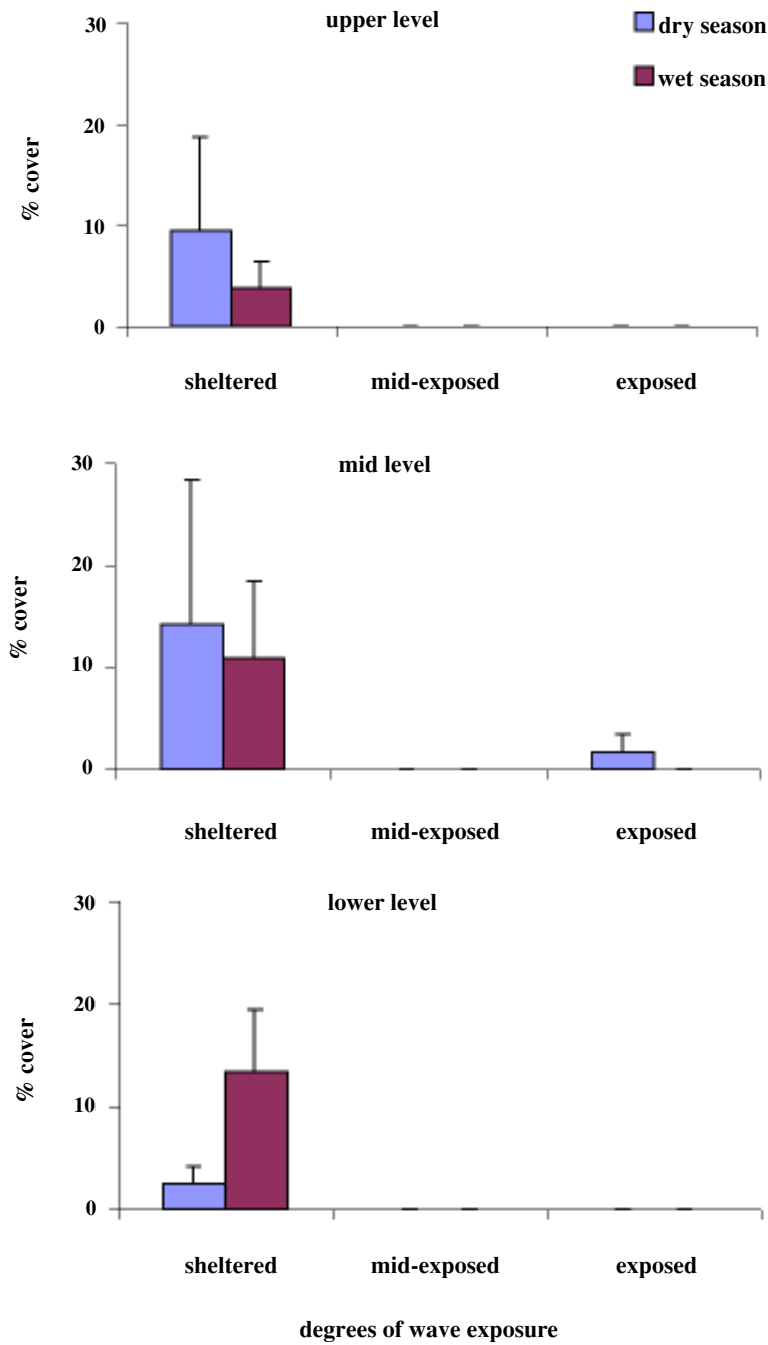 upper level
dry season
wet season
30
20
10
0
% cover
sheltered mid-exposed exposed
mid level
30
20
10
0
% cover
sheltered mid-exposed exposed
lower level
30
20
10
0
% cover
sheltered mid-exposed exposed
degrees of wave exposure